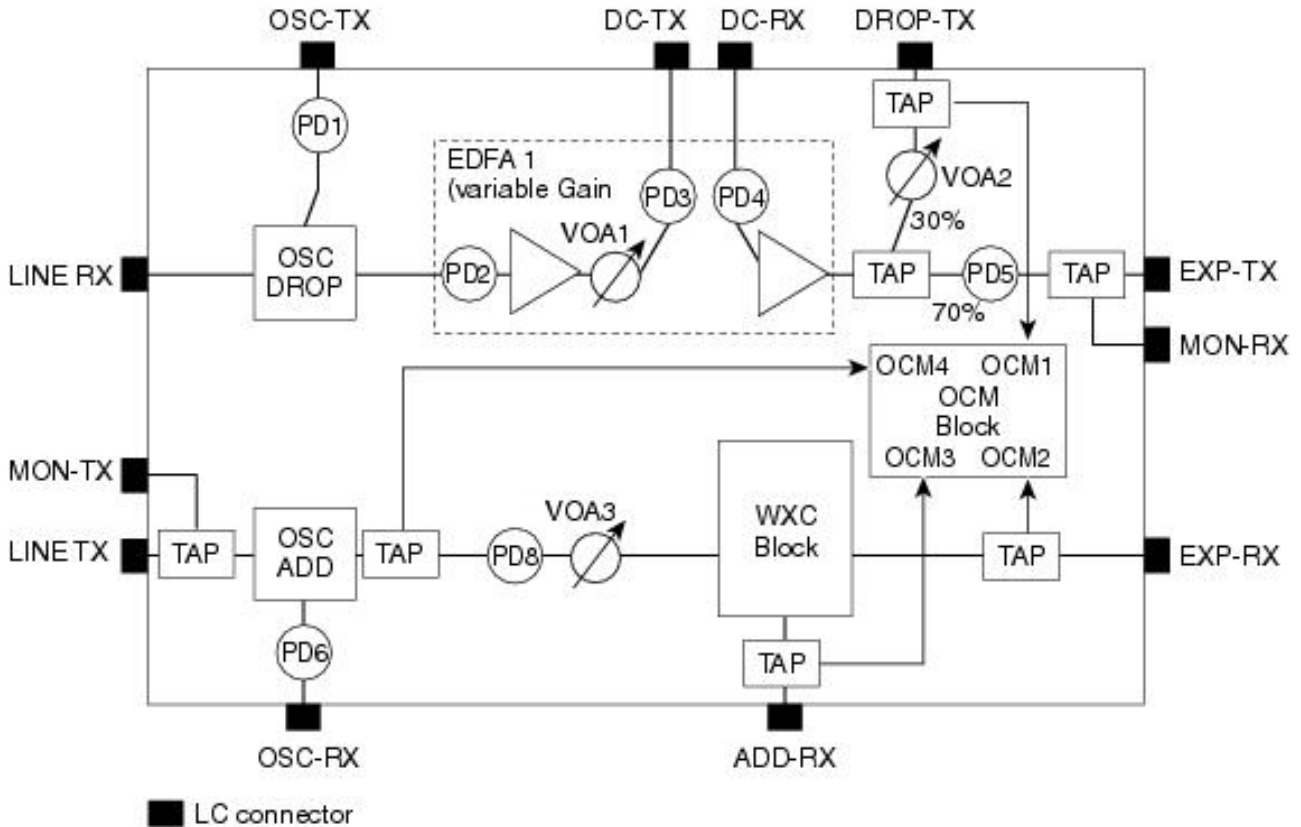 OSC-TX
DC-TX
DC-RX
DROP-TX
TAP
PD1
EDFA 1
(variable Gain
PD3
PD4
VOA2
VOA1
30%
LINE RX
OSC
DROP
PD2
TAP
PD5
TAP
EXP-TX
70%
MON-RX
OCM4
OCM1
OCM
Block
OCM3
OCM2
MON-TX
VOA3
LINE TX
TAP
OSC
ADD
TAP
PD8
WXC
Block
TAP
EXP-RX
PD6
TAP
OSC-RX
ADD-RX
LC connector